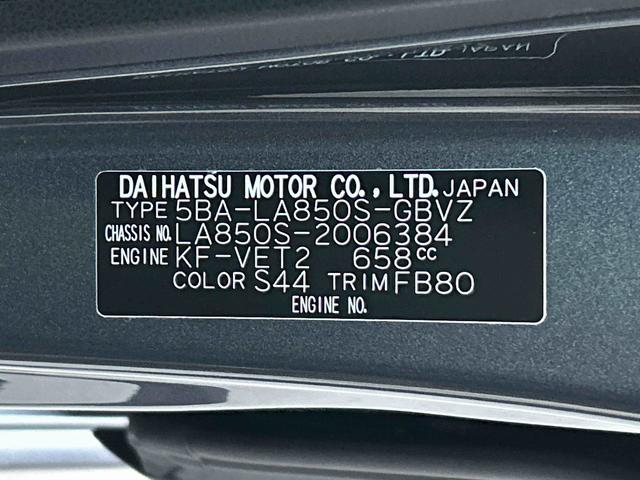 DAIHATSU MOTOR CO., LTD. JAPAN
TYPE 5BA-LA850S-GBVZ
CHASSIS NO. LA850S-2006384
ENGINE KF-VET2 658cc
COLOR S44 TRIM FB80
ENGINE NO.